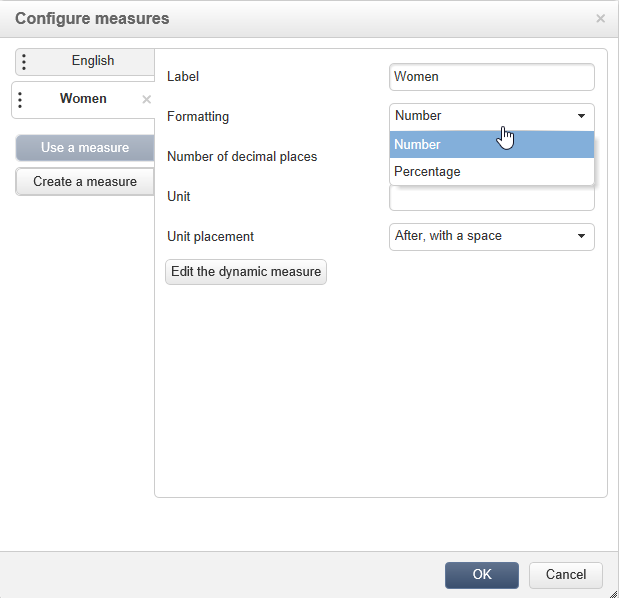 Configure measures
English
Women
Use a measure
Create a measure
Label
Women
Formatting
Number
Number
Percentage
Number of decimal places
Unit
Unit placement
After, with a space
Edit the dynamic measure
OK
Cancel